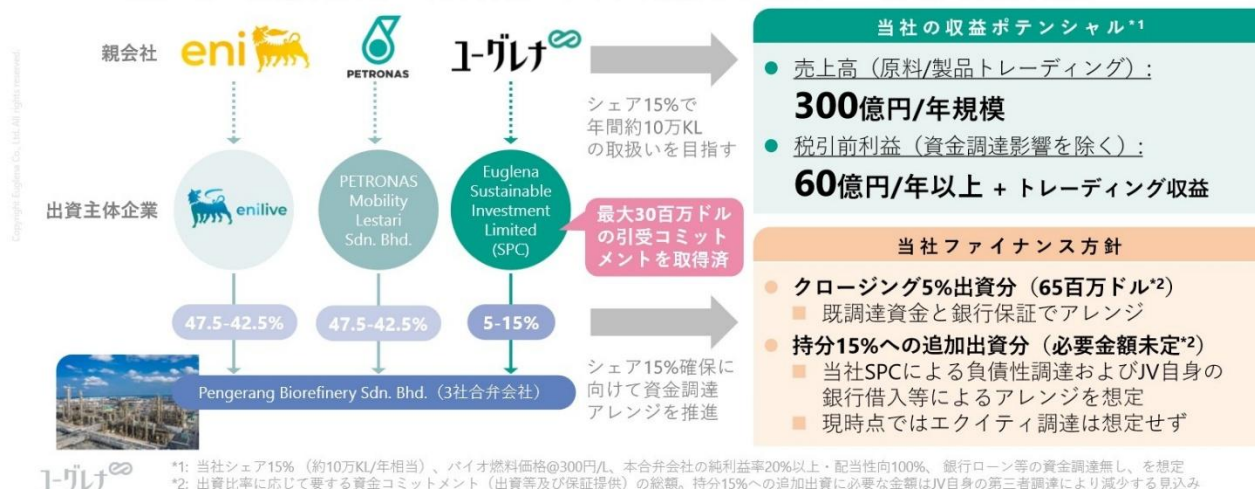 親会社
eni
PETRONAS
ユーグレナ
シェア15%で
年間約10万KL
の取扱いを目指す
出資主体企業
enilive
PETRONAS
Mobility
Lestari
Sdn. Bhd.
Euglena
Sustainable
Investment
Limited
(SPC)
最大30百万ドル
の引受コミット
メントを取得済
47.5-42.5%
47.5-42.5%
5-15%
シェア15%確保に
向けて資金調達
アレンジを推進
Pengerang Biorefinery Sdn. Bhd.（3社合弁会社）
当社の収益ポテンシャル*1
● 売上高（原料/製品トレーディング）:
300億円/年規模
● 税引前利益（資金調達影響を除く）:
60億円/年以上 + トレーディング収益
当社ファイナンス方針
● クロージング5%出資分（65百万ドル*2）
■ 既調達資金と銀行保証でアレンジ
● 持分15%への追加出資分（必要金額未定*2）
■ 当社SPCによる負債性調達およびJV自身の
銀行借入等によるアレンジを想定
■ 現時点ではエクイティ調達は想定せず
ユーグレナ
*1: 当社シェア15%（約10万KL/年相当）、バイオ燃料価格@300円/L、本合弁会社の純利益率20%以上・配当性向100%、銀行ローン等の資金調達無し、を想定
*2: 出資比率に応じて要する資金コミットメント（出資等及び保証提供）の総額。持分15%への追加出資に必要な金額はJV自身の第三者調達により減少する見込み
Copyright Euglena Co., Ltd. All rights reserved.